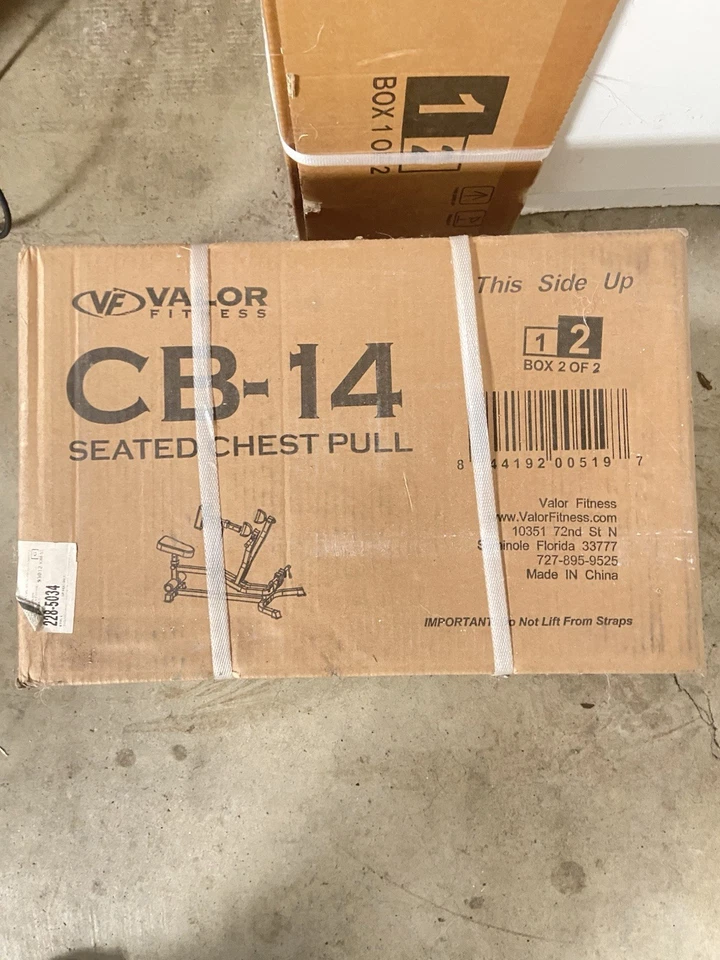 1 2
BOX 1 OF 2
VF VALOR
FITNESS
CB-14
SEATED CHEST PULL
This Side Up
1 2
BOX 2 OF 2
8 44192 00519 7
Valor Fitness
www.ValorFitness.com
10351 72nd St N
Seminole Florida 33777
727-895-9525
Made IN China
IMPORTANT Do Not Lift From Straps
228-5034